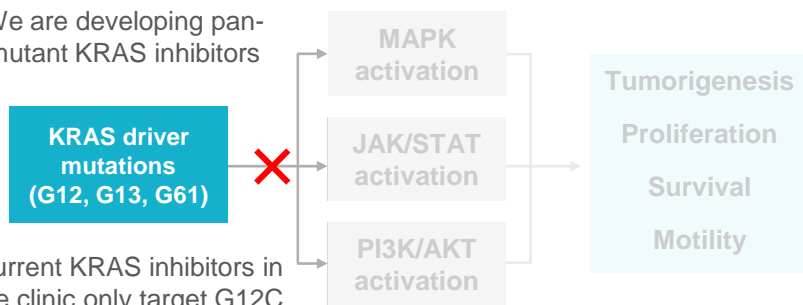 We are developing pan-
mutant KRAS inhibitors
MAPK
activation
KRAS driver
mutations
(G12, G13, G61)
JAK/STAT
activation
PI3K/AKT
activation
Tumorigenesis
Proliferation
Survival
Motility
urrent KRAS inhibitors in
e clinic only target G12C